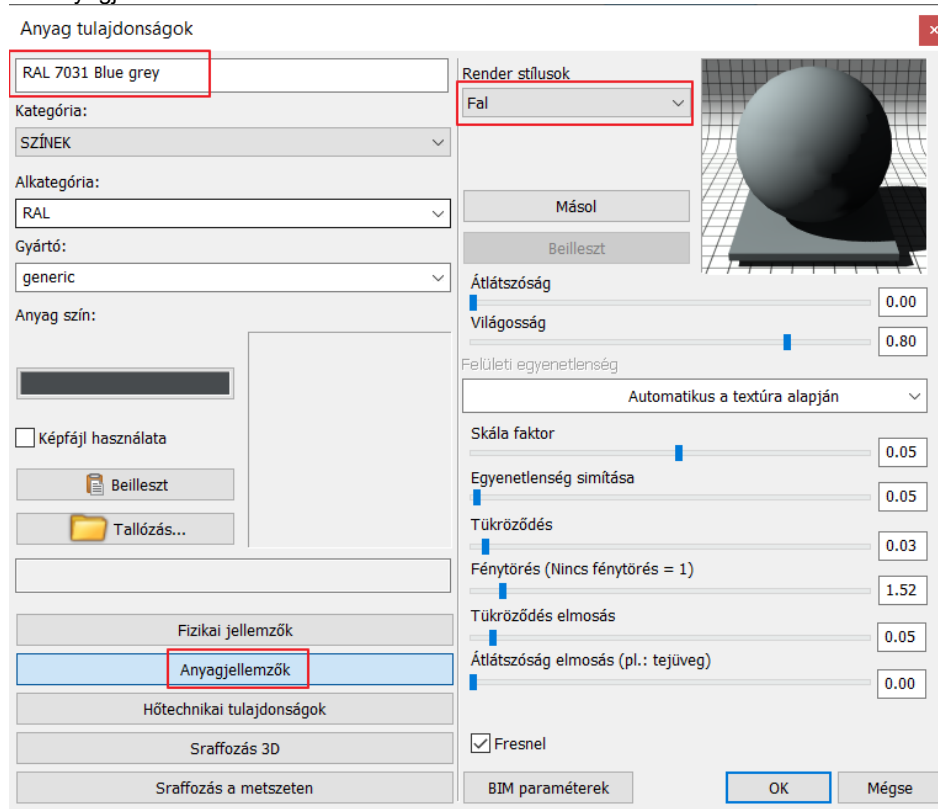 Anyag tulajdonságok
RAL 7031 Blue grey
Kategória:
SZÍNEK
Alkategória:
RAL
Gyártó:
generic
Anyag szín:
Képfájl használata
Beilleszt
Tallózás...
Fizikai jellemzők
Anyagjellemzők
Hőtechnikai tulajdonságok
Sraffozás 3D
Sraffozás a metszeten
Render stílusok
Fal
Másol
Beilleszt
Átlátszóság
0.00
Világosság
0.80
Felületi egyenetlenség
Automatikus a textúra alapján
Skála faktor
0.05
Egyenetlenség simítása
0.05
Tükröződés
0.03
Fénytörés (Nincs fénytörés = 1)
1.52
Tükröződés elmosás
0.05
Átlátszóság elmosás (pl.: tejüveg)
0.00
Fresnel
BIM paraméterek
OK
Mégse